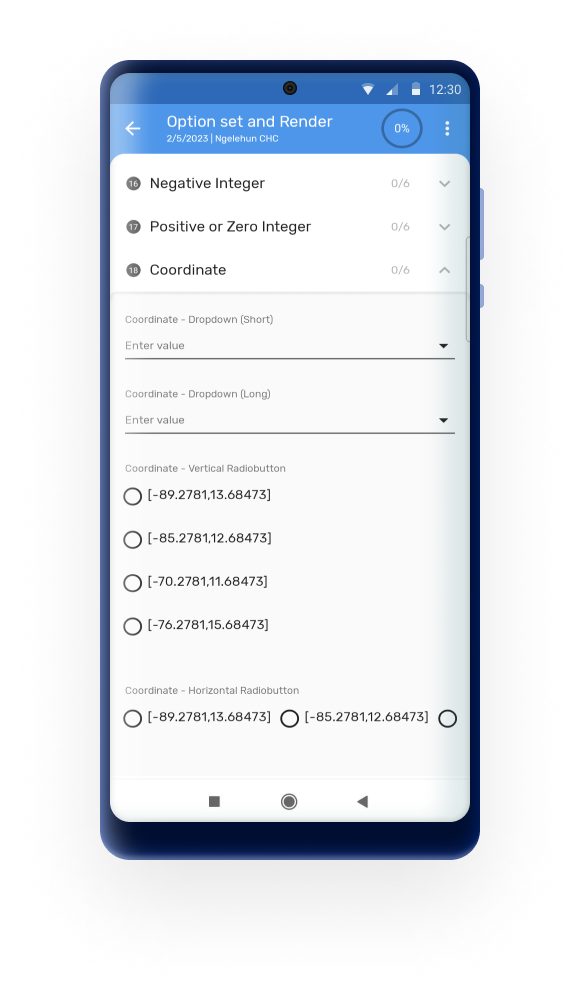 12:30
Option set and Render
2/5/2023 | Ngelehun CHC
0%
16 Negative Integer 0/6
17 Positive or Zero Integer 0/6
18 Coordinate 0/6
Coordinate - Dropdown (Short)
Enter value
Coordinate - Dropdown (Long)
Enter value
Coordinate - Vertical Radiobutton
[-89.2781,13.68473]
[-85.2781,12.68473]
[-70.2781,11.68473]
[-76.2781,15.68473]
Coordinate - Horizontal Radiobutton
[-89.2781,13.68473] [-85.2781,12.68473]